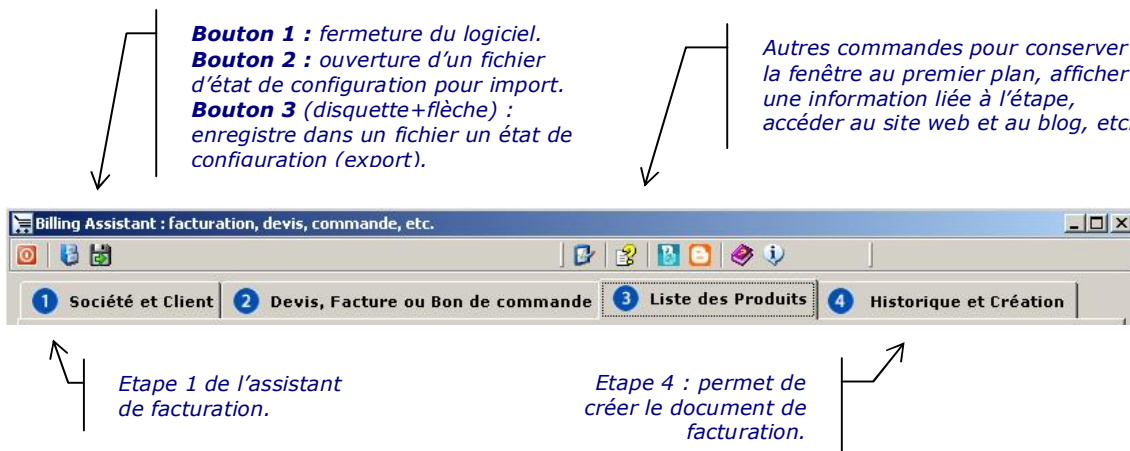 Bouton 1 : fermeture du logiciel.
Bouton 2 : ouverture d'un fichier
d'état de configuration pour import.
Bouton 3 (disquette+flèche) :
enregistre dans un fichier un état de
configuration (export).
Autres commandes pour conserver
la fenêtre au premier plan, afficher
une information liée à l'étape,
accéder au site web et au blog, etc.
Billing Assistant : facturation, devis, commande, etc.
1 Société et Client 2 Devis, Facture ou Bon de commande 3 Liste des Produits 4 Historique et Création
Etape 1 de l'assistant
de facturation.
Etape 4 : permet de
créer le document de
facturation.